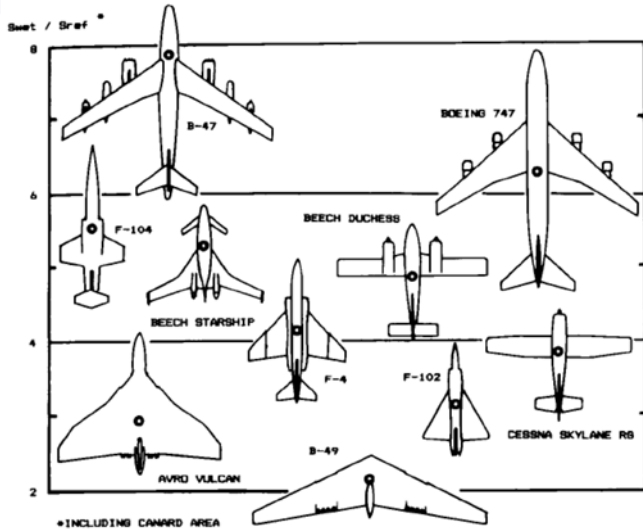 Swet / Sref *
8
B-47
BOEING 747
6
F-104
BEECH DUCHESS
BEECH STARSHIP
4
F-4
F-102
CESSNA SKYLANE RG
AVRO VULCAN
B-49
2
*INCLUDING CANARD AREA